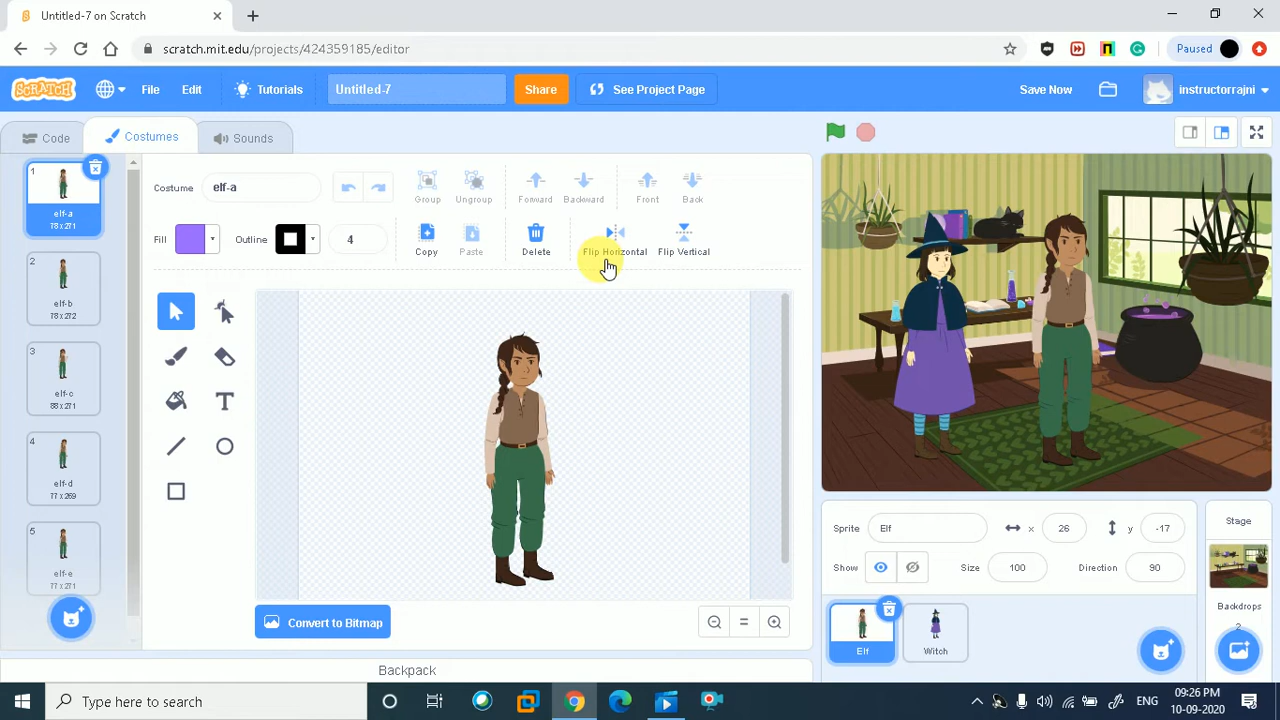 Untitled-7 on Scratch
scratch.mit.edu/projects/424359185/editor
Paused
SCRATCH
File
Edit
Tutorials
Untitled-7
Share
See Project Page
Save Now
instructorrajni
Code
Costumes
Sounds
1
elf-a
78 x 271
2
elf-b
78 x 272
3
elf-c
88 x 271
4
elf-d
77 x 269
5
elf-e
77 x 271
Costume
elf-a
Group
Ungroup
Forward
Backward
Front
Back
Fill
Outline
4
Copy
Paste
Delete
Flip Horizontal
Flip Vertical
T
Convert to Bitmap
Backpack
Sprite
Elf
x
26
y
-17
Show
Size
100
Direction
90
Elf
Witch
Stage
Backdrops
2
Type here to search
ENG
09:26 PM
10-09-2020